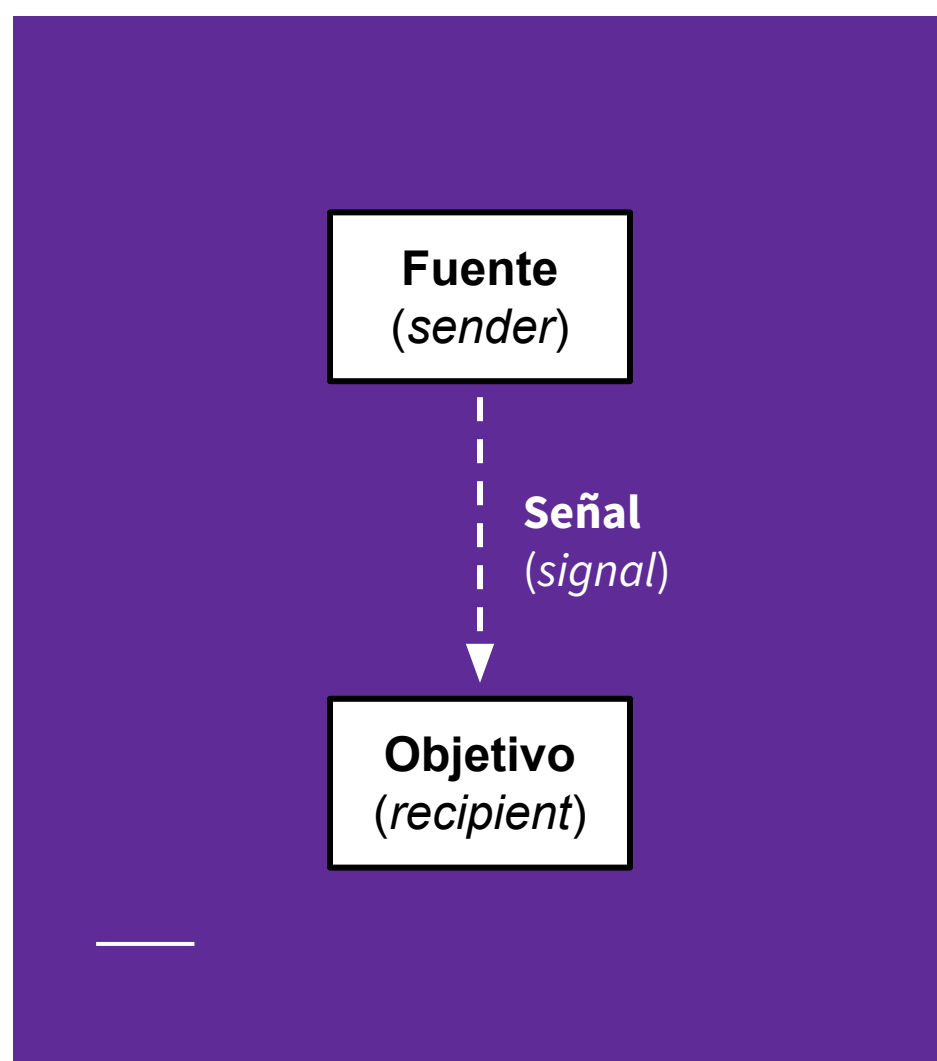 Fuente
(sender)
Señal
(signal)
Objetivo
(recipient)